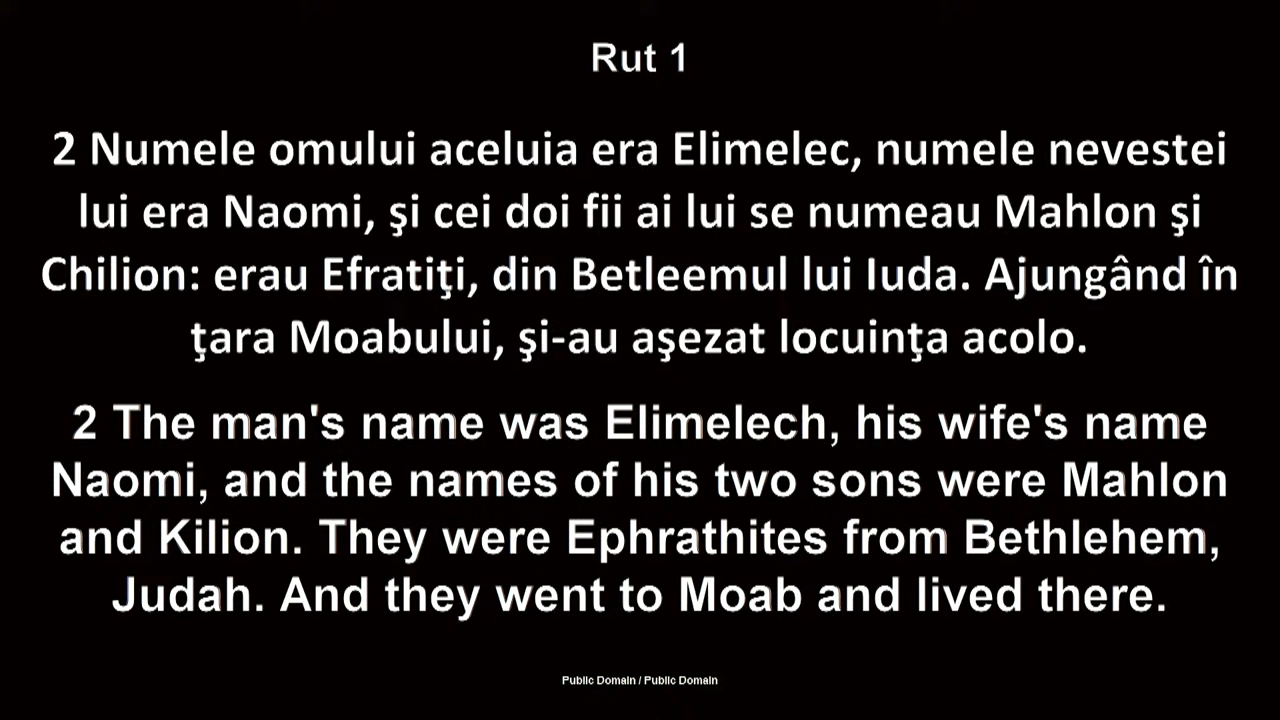 Rut 1
2 Numele omului aceluia era Elimelec, numele nevestei
lui era Naomi, şi cei doi fii ai lui se numeau Mahlon şi
Chilion: erau Efratiţi, din Betleemul lui Iuda. Ajungând în
ţara Moabului, şi-au aşezat locuinţa acolo.
2 The man's name was Elimelech, his wife's name
Naomi, and the names of his two sons were Mahlon
and Kilion. They were Ephrathites from Bethlehem,
Judah. And they went to Moab and lived there.
Public Domain / Public Domain